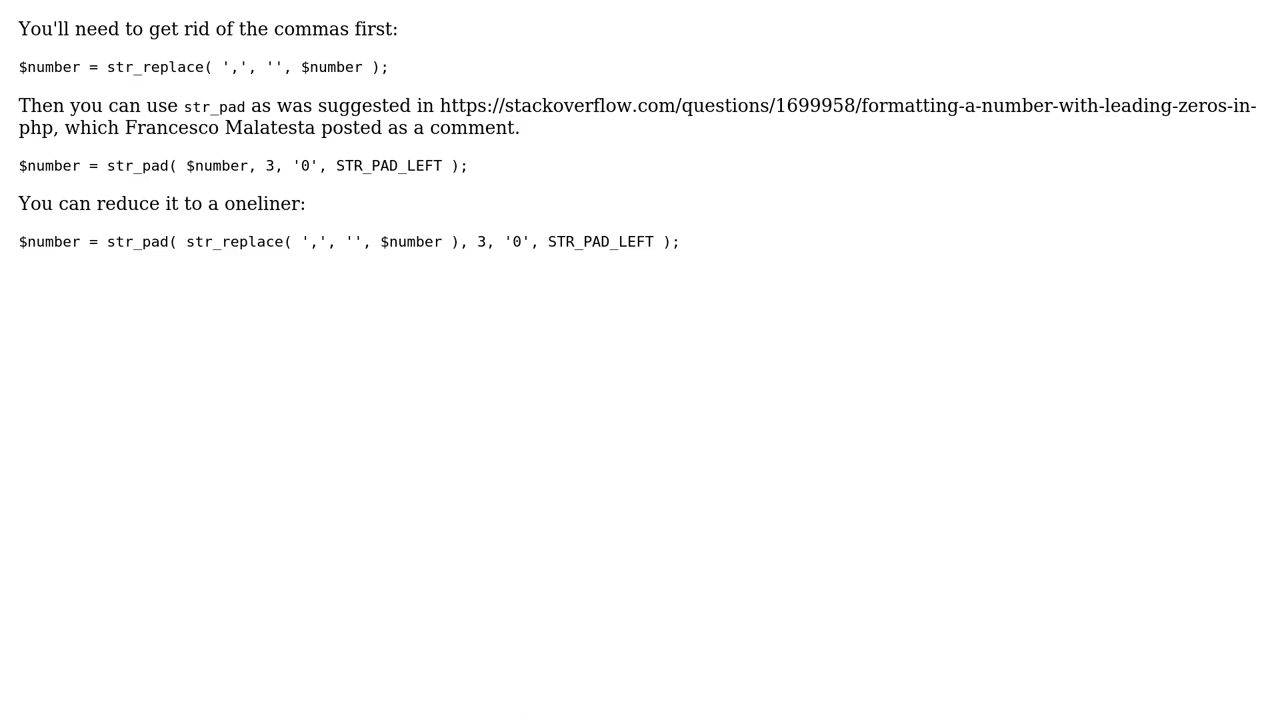 You'll need to get rid of the commas first:
$number = str_replace( ',', '', $number );
Then you can use str_pad as was suggested in https://stackoverflow.com/questions/1699958/formatting-a-number-with-leading-zeros-in-
php, which Francesco Malatesta posted as a comment.
$number = str_pad( $number, 3, '0', STR_PAD_LEFT );
You can reduce it to a oneliner:
$number = str_pad( str_replace( ',', '', $number ), 3, '0', STR_PAD_LEFT );